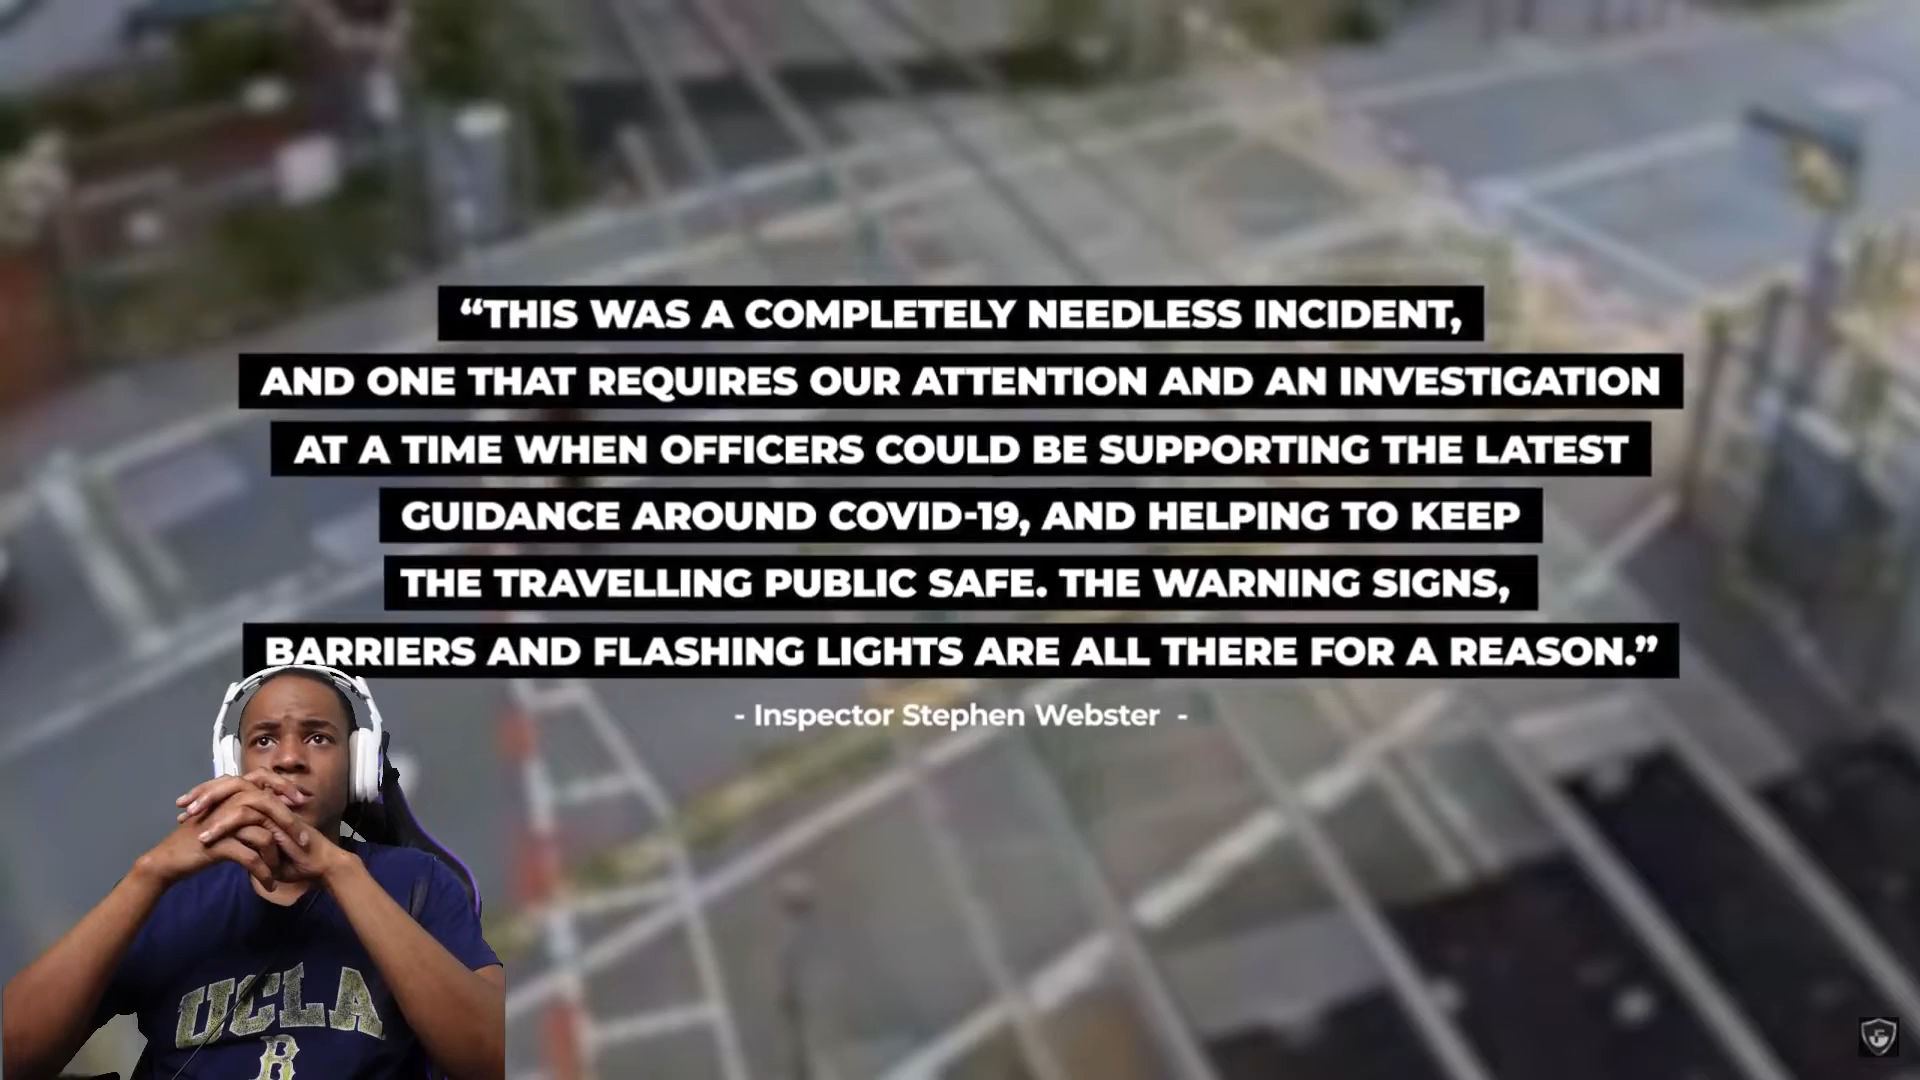 “THIS WAS A COMPLETELY NEEDLESS INCIDENT,
AND ONE THAT REQUIRES OUR ATTENTION AND AN INVESTIGATION
AT A TIME WHEN OFFICERS COULD BE SUPPORTING THE LATEST
GUIDANCE AROUND COVID-19, AND HELPING TO KEEP
THE TRAVELLING PUBLIC SAFE. THE WARNING SIGNS,
BARRIERS AND FLASHING LIGHTS ARE ALL THERE FOR A REASON.”
- Inspector Stephen Webster -
UCLA
B